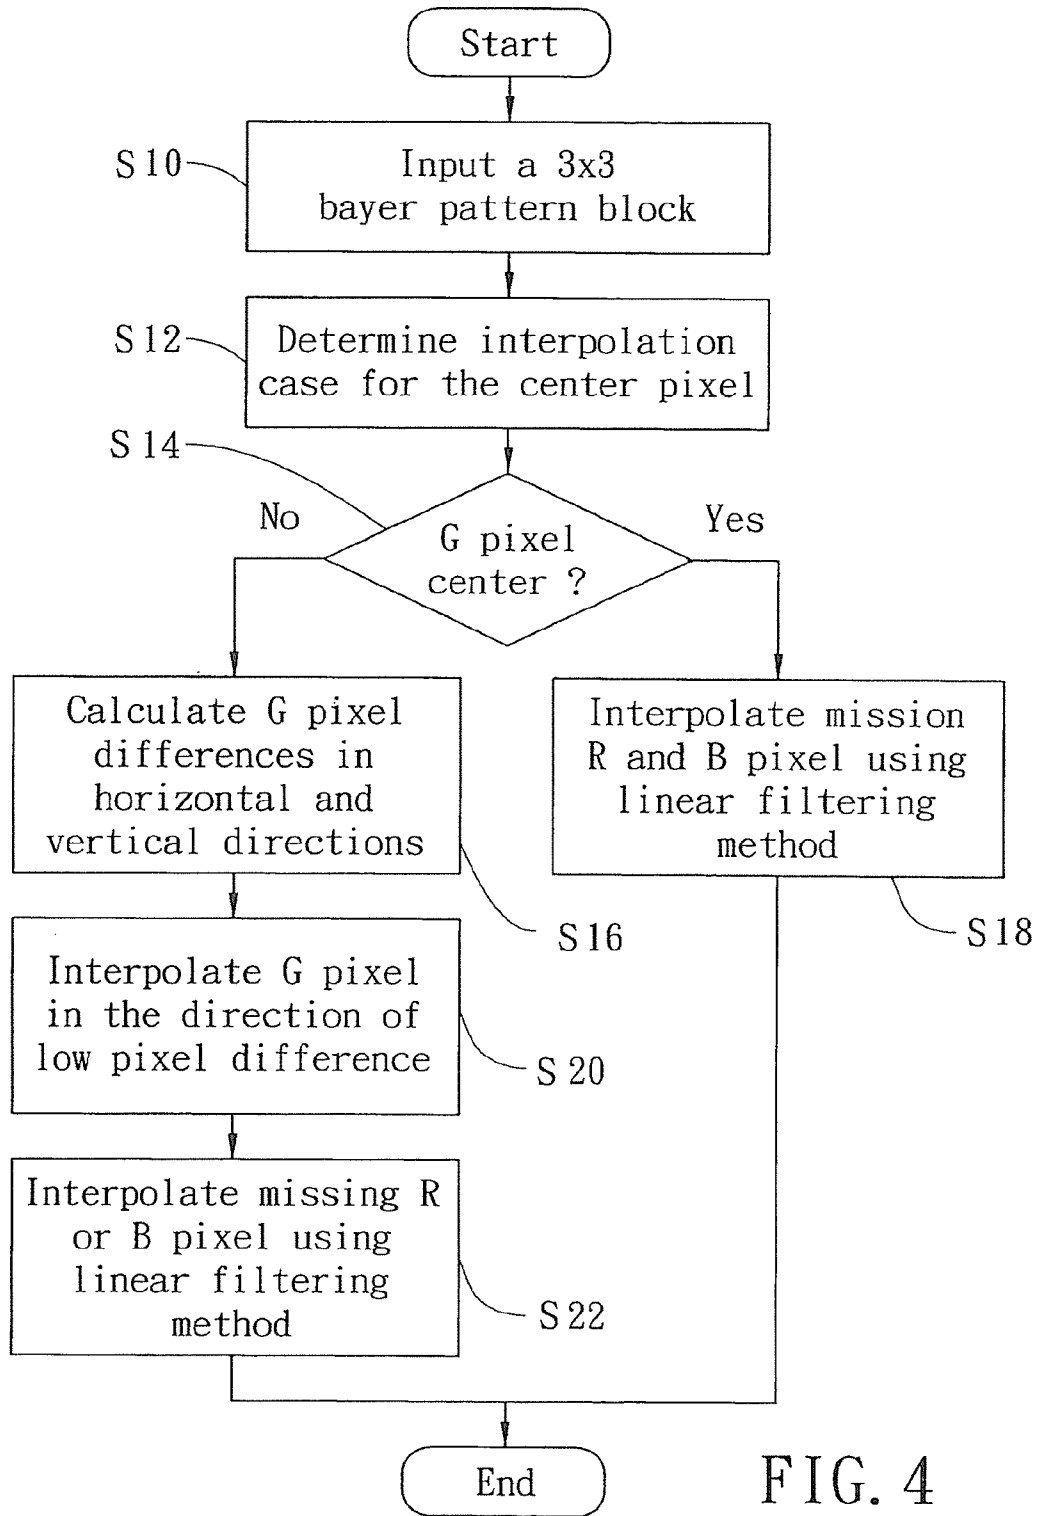 Start
S10
Input a 3x3
bayer pattern block
S12
Determine interpolation
case for the center pixel
S14
No
Yes
G pixel
center ?
Calculate G pixel
differences in
horizontal and
vertical directions
S16
Interpolate mission
R and B pixel using
linear filtering
method
S18
Interpolate G pixel
in the direction of
low pixel difference
S20
Interpolate missing R
or B pixel using
linear filtering
method
S22
End
FIG. 4